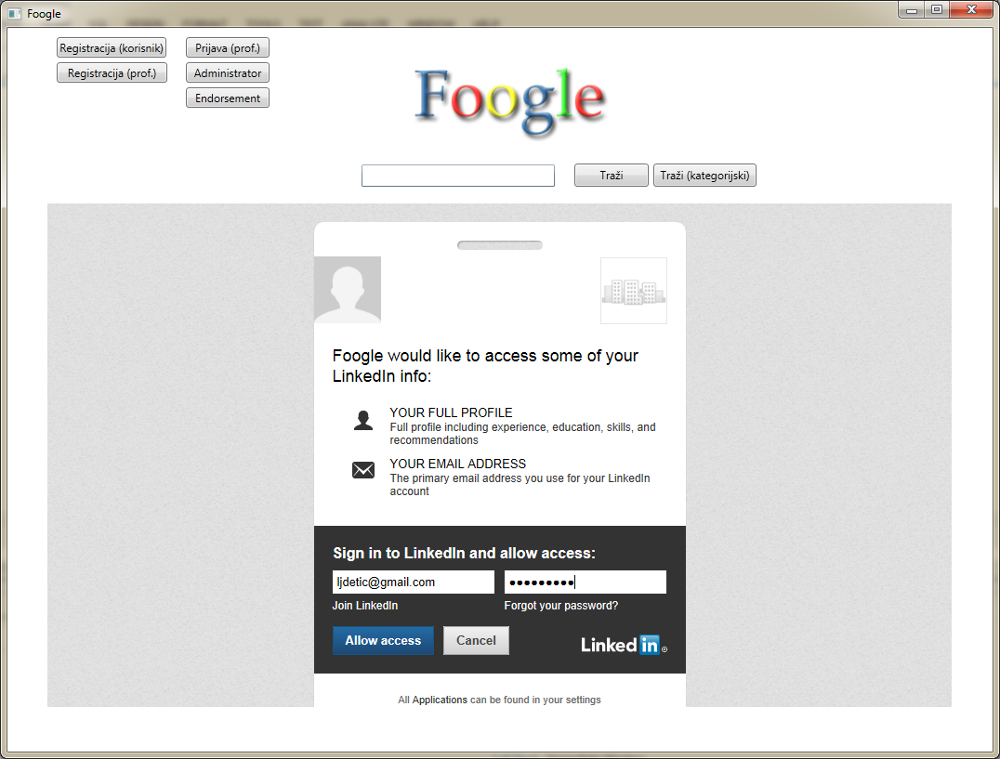 Foogle
Registracija (korisnik)
Prijava (prof.)
Registracija (prof.)
Administrator
Endorsement
Foogle
Traži
Traži (kategorijski)
Foogle would like to access some of your
LinkedIn info:
YOUR FULL PROFILE
Full profile including experience, education, skills, and
recommendations
YOUR EMAIL ADDRESS
The primary email address you use for your LinkedIn
account
Sign in to LinkedIn and allow access:
ljdetic@gmail.com
●●●●●●●●●
Join LinkedIn
Forgot your password?
Allow access
Cancel
Linked in ®
All Applications can be found in your settings